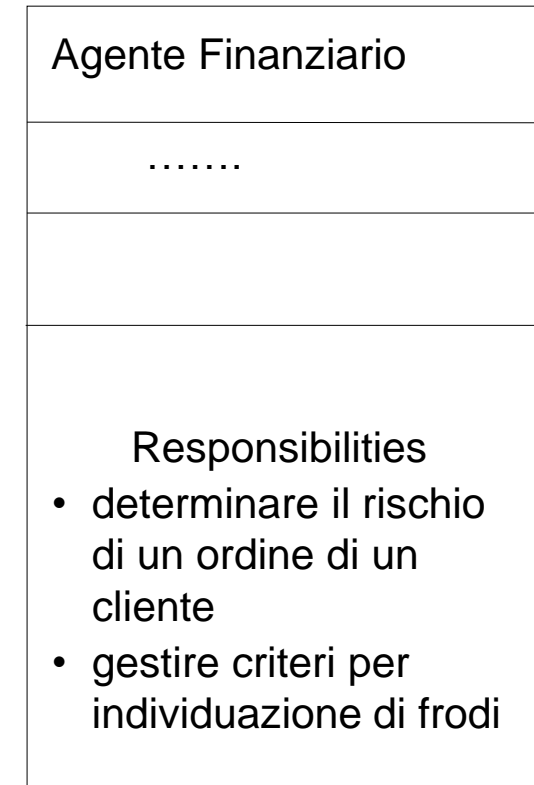 Agente Finanziario
.......
Responsibilities
• determinare il rischio
di un ordine di un
cliente
• gestire criteri per
individuazione di frodi